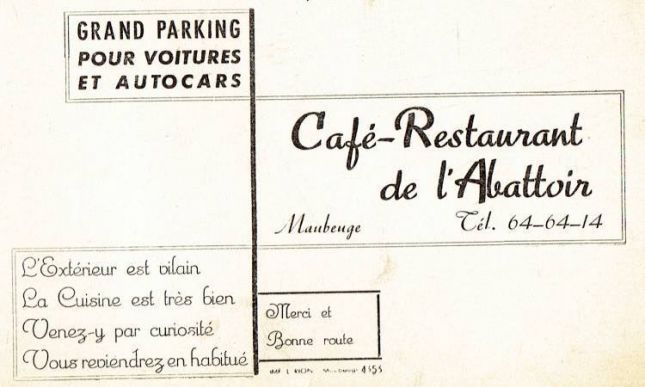 GRAND PARKING
POUR VOITURES
ET AUTOCARS
Café-Restaurant
de l'Abattoir
Maubeuge Tél. 64-64-14
L'Extérieur est vilain
La Cuisine est très bien
Venez-y par curiosité
Vous reviendrez en habitué
Merci et
Bonne route